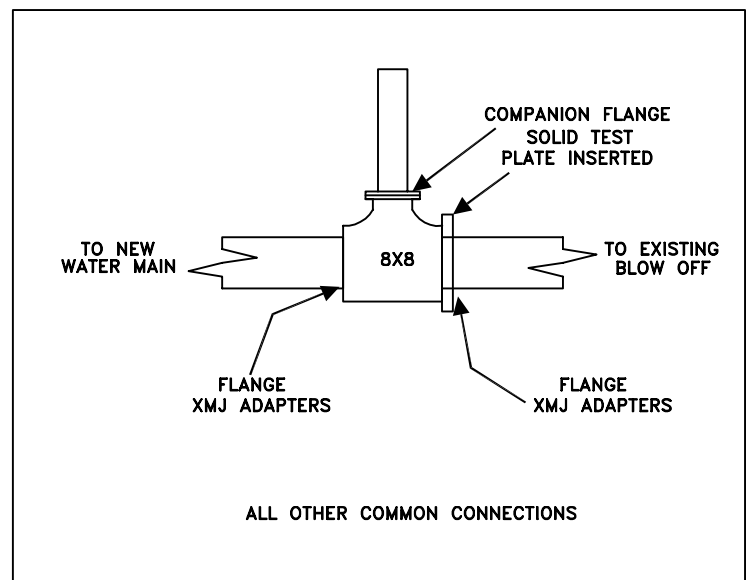 COMPANION FLANGE
SOLID TEST
PLATE INSERTED
TO NEW
WATER MAIN
8X8
TO EXISTING
BLOW OFF
FLANGE
XMJ ADAPTERS
FLANGE
XMJ ADAPTERS
ALL OTHER COMMON CONNECTIONS